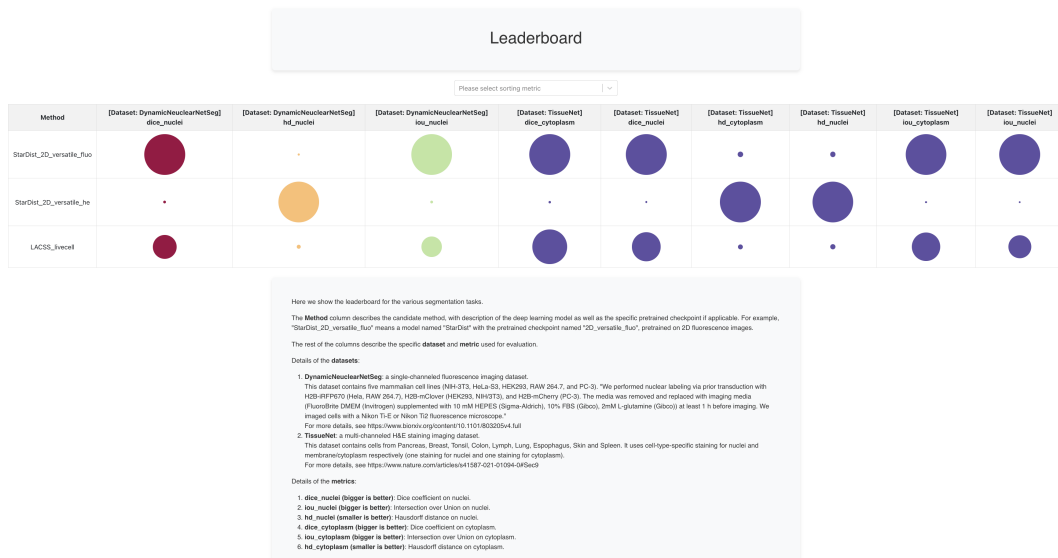 Leaderboard
Please select sorting metric
Method
[Dataset: DynamicNeuclearNetSeg]
dice_nuclei
[Dataset: DynamicNeuclearNetSeg]
hd_nuclei
[Dataset: DynamicNeuclearNetSeg]
iou_nuclei
[Dataset: TissueNet]
dice_cytoplasm
[Dataset: TissueNet]
dice_nuclei
[Dataset: TissueNet]
hd_cytoplasm
[Dataset: TissueNet]
hd_nuclei
[Dataset: TissueNet]
iou_cytoplasm
[Dataset: TissueNet]
iou_nuclei
StarDist_2D_versatile_fluo
StarDist_2D_versatile_he
LACSS_livecell
Here we show the leaderboard for the various segmentation tasks.
The Method column describes the candidate method, with description of the deep learning model as well as the specific pretrained checkpoint if applicable. For example,
"StarDist_2D_versatile_fluo" means a model named "StarDist" with the pretrained checkpoint named "2D_versatile_fluo", pretrained on 2D fluorescence images.
The rest of the columns describe the specific dataset and metric used for evaluation.
Details of the datasets:
1. DynamicNeuclearNetSeg: a single-channeled fluorescence imaging dataset.
This dataset contains five mammalian cell lines (NIH-3T3, HeLa-S3, HEK293, RAW 264.7, and PC-3). "We performed nuclear labeling via prior transduction with
H2B-iRFP670 (Hela, RAW 264.7), H2B-mClover (HEK293, NIH/3T3), and H2B-mCherry (PC-3). The media was removed and replaced with imaging media
(FluoroBrite DMEM (Invitrogen) supplemented with 10 mM HEPES (Sigma-Aldrich), 10% FBS (Gibco), 2mM L-glutamine (Gibco)) at least 1 h before imaging. We
imaged cells with a Nikon Ti-E or Nikon Ti2 fluorescence microscope."
For more details, see https://www.biorxiv.org/content/10.1101/803205v4.full
2. TissueNet: a multi-channeled H&E staining imaging dataset.
This dataset contains cells from Pancreas, Breast, Tonsil, Colon, Lymph, Lung, Espophagus, Skin and Spleen. It uses cell-type-specific staining for nuclei and
membrane/cytoplasm respectively (one staining for nuclei and one staining for cytoplasm).
For more details, see https://www.nature.com/articles/s41587-021-01094-0#Sec9
Details of the metrics:
1. dice_nuclei (bigger is better): Dice coefficient on nuclei.
2. iou_nuclei (bigger is better): Intersection over Union on nuclei.
3. hd_nuclei (smaller is better): Hausdorff distance on nuclei.
4. dice_cytoplasm (bigger is better): Dice coefficient on cytoplasm.
5. iou_cytoplasm (bigger is better): Intersection over Union on cytoplasm.
6. hd_cytoplasm (smaller is better): Hausdorff distance on cytoplasm.